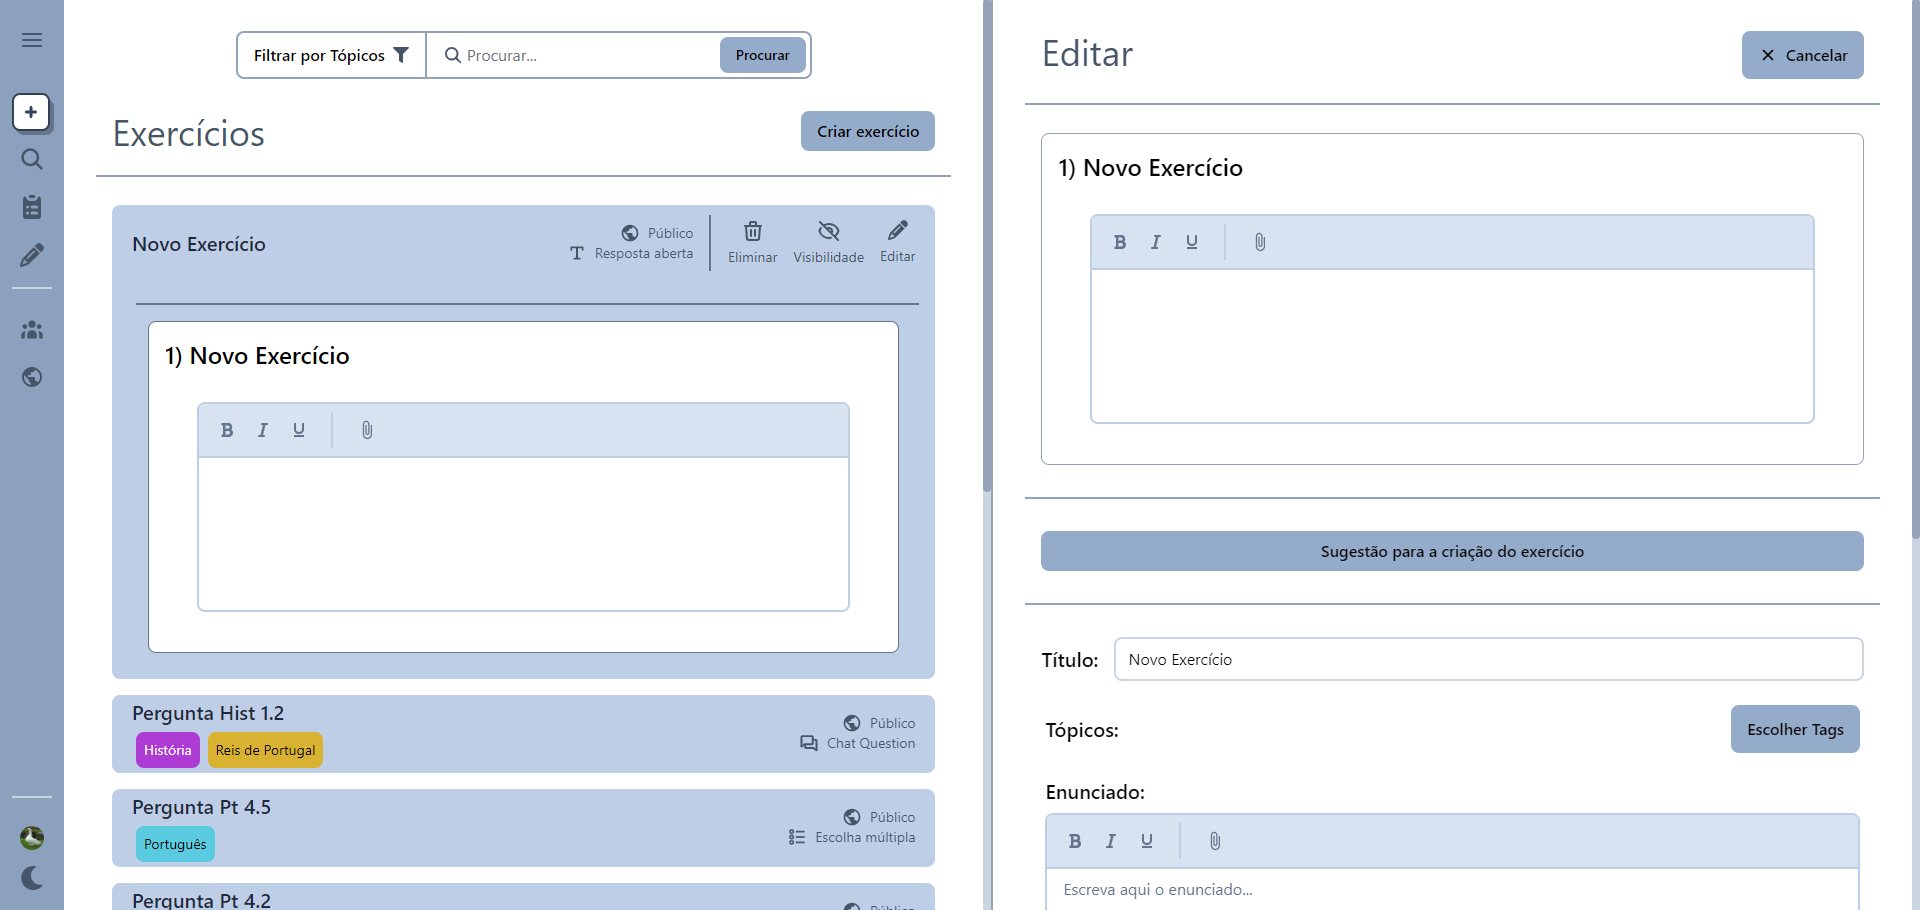 Filtrar por Tópicos
Procurar...
Procurar
Exercícios
Criar exercício
Novo Exercício
Público
Resposta aberta
Eliminar
Visibilidade
Editar
1) Novo Exercício
B I U
Pergunta Hist 1.2
História
Reis de Portugal
Público
Chat Question
Pergunta Pt 4.5
Português
Público
Escolha múltipla
Pergunta Pt 4.2
Público
Editar
Cancelar
1) Novo Exercício
B I U
Sugestão para a criação do exercício
Título:
Novo Exercício
Tópicos:
Escolher Tags
Enunciado:
B I U
Escreva aqui o enunciado...